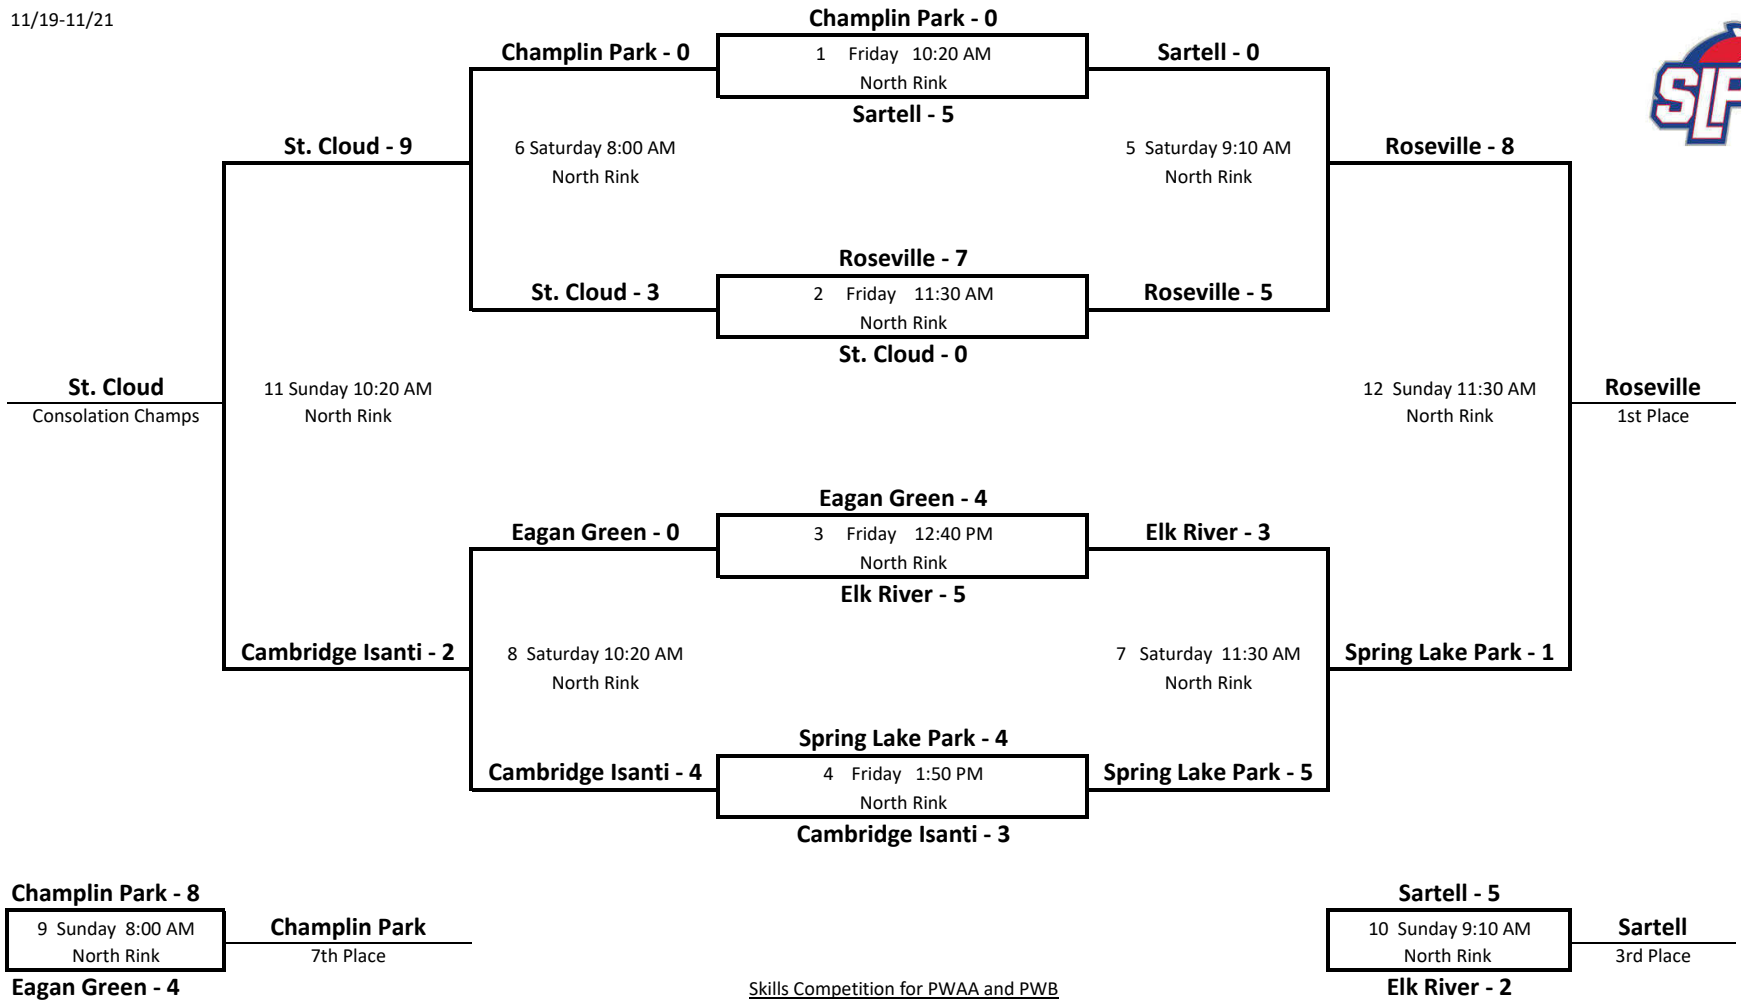 11/19-11/21
Champlin Park - 0
Champlin Park - 0
1 Friday 10:20 AM
Sartell - 0
North Rink
Sartell - 5
St. Cloud - 9
6 Saturday 8:00 AM
North Rink
5 Saturday 9:10 AM
North Rink
Roseville - 8
Roseville - 7
St. Cloud - 3
2 Friday 11:30 AM
Roseville - 5
North Rink
St. Cloud - 0
St. Cloud
Consolation Champs
11 Sunday 10:20 AM
North Rink
12 Sunday 11:30 AM
North Rink
Roseville
1st Place
Eagan Green - 4
Eagan Green - 0
3 Friday 12:40 PM
Elk River - 3
North Rink
Elk River - 5
Cambridge Isanti - 2
8 Saturday 10:20 AM
North Rink
7 Saturday 11:30 AM
North Rink
Spring Lake Park - 1
Spring Lake Park - 4
Cambridge Isanti - 4
4 Friday 1:50 PM
Spring Lake Park - 5
North Rink
Cambridge Isanti - 3
Champlin Park - 8
9 Sunday 8:00 AM
North Rink
Champlin Park
7th Place
Eagan Green - 4
Sartell - 5
10 Sunday 9:10 AM
North Rink
Sartell
3rd Place
Elk River - 2
Skills Competition for PWAA and PWB
SLP